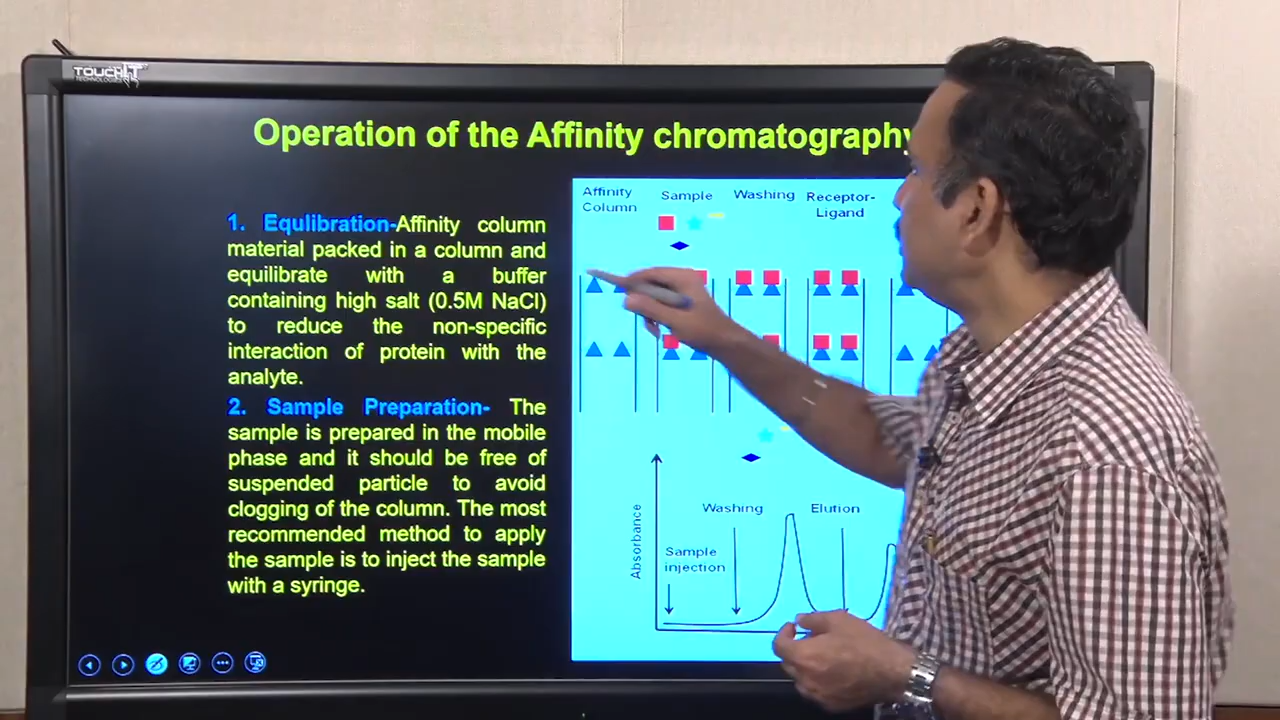 TOUCHIT
TECHNOLOGIES
Operation of the Affinity chromatography
1. Equlibration-Affinity column
material packed in a column and
equilibrate with a buffer
containing high salt (0.5M NaCl)
to reduce the non-specific
interaction of protein with the
analyte.
2. Sample Preparation- The
sample is prepared in the mobile
phase and it should be free of
suspended particle to avoid
clogging of the column. The most
recommended method to apply
the sample is to inject the sample
with a syringe.
Affinity
Column
Sample
Washing
Receptor-
Ligand
Absorbance
Washing
Elution
Sample
injection